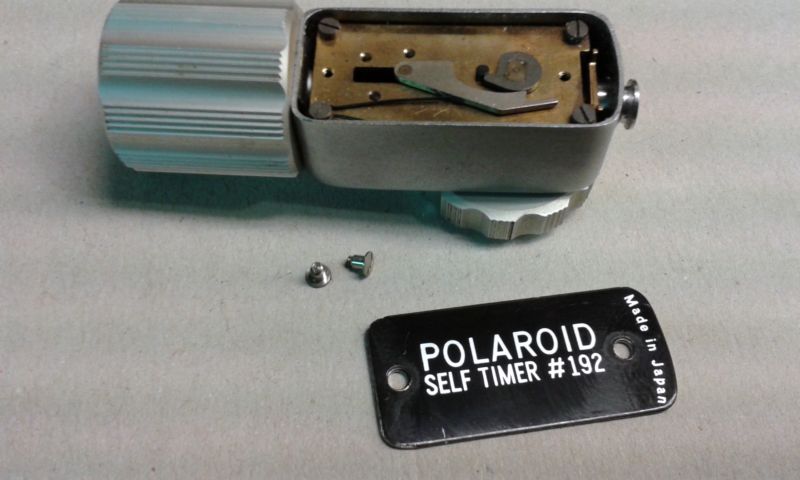 POLAROID
SELF TIMER #192
Made in Japan